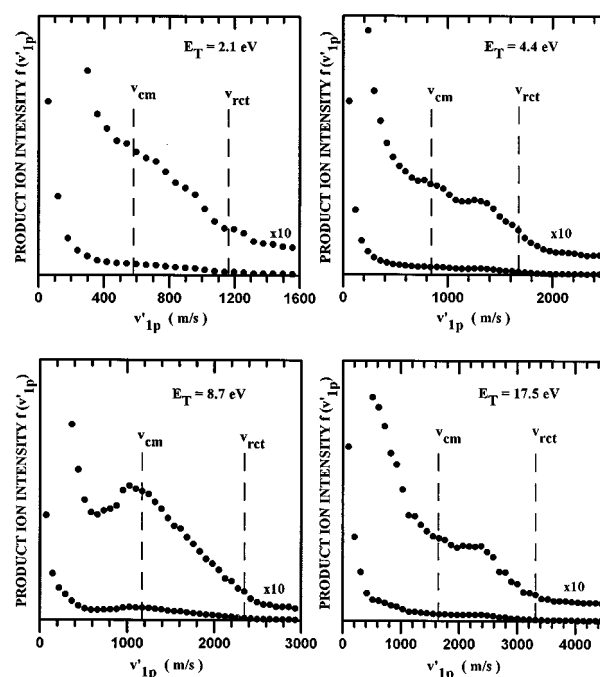 PRODUCT ION INTENSITY f (v'1p)
E_T = 2.1 eV
v_cm
v_rct
x10
0 400 800 1200 1600
v'1p ( m/s )
PRODUCT ION INTENSITY f (v'1p)
E_T = 4.4 eV
v_cm
v_rct
x10
0 1000 2000
v'1p ( m/s )
PRODUCT ION INTENSITY f (v'1p)
E_T = 8.7 eV
v_cm
v_rct
x10
0 1000 2000 3000
v'1p ( m/s )
PRODUCT ION INTENSITY f (v'1p)
E_T = 17.5 eV
v_cm
v_rct
x10
0 1000 2000 3000 4000
v'1p ( m/s )